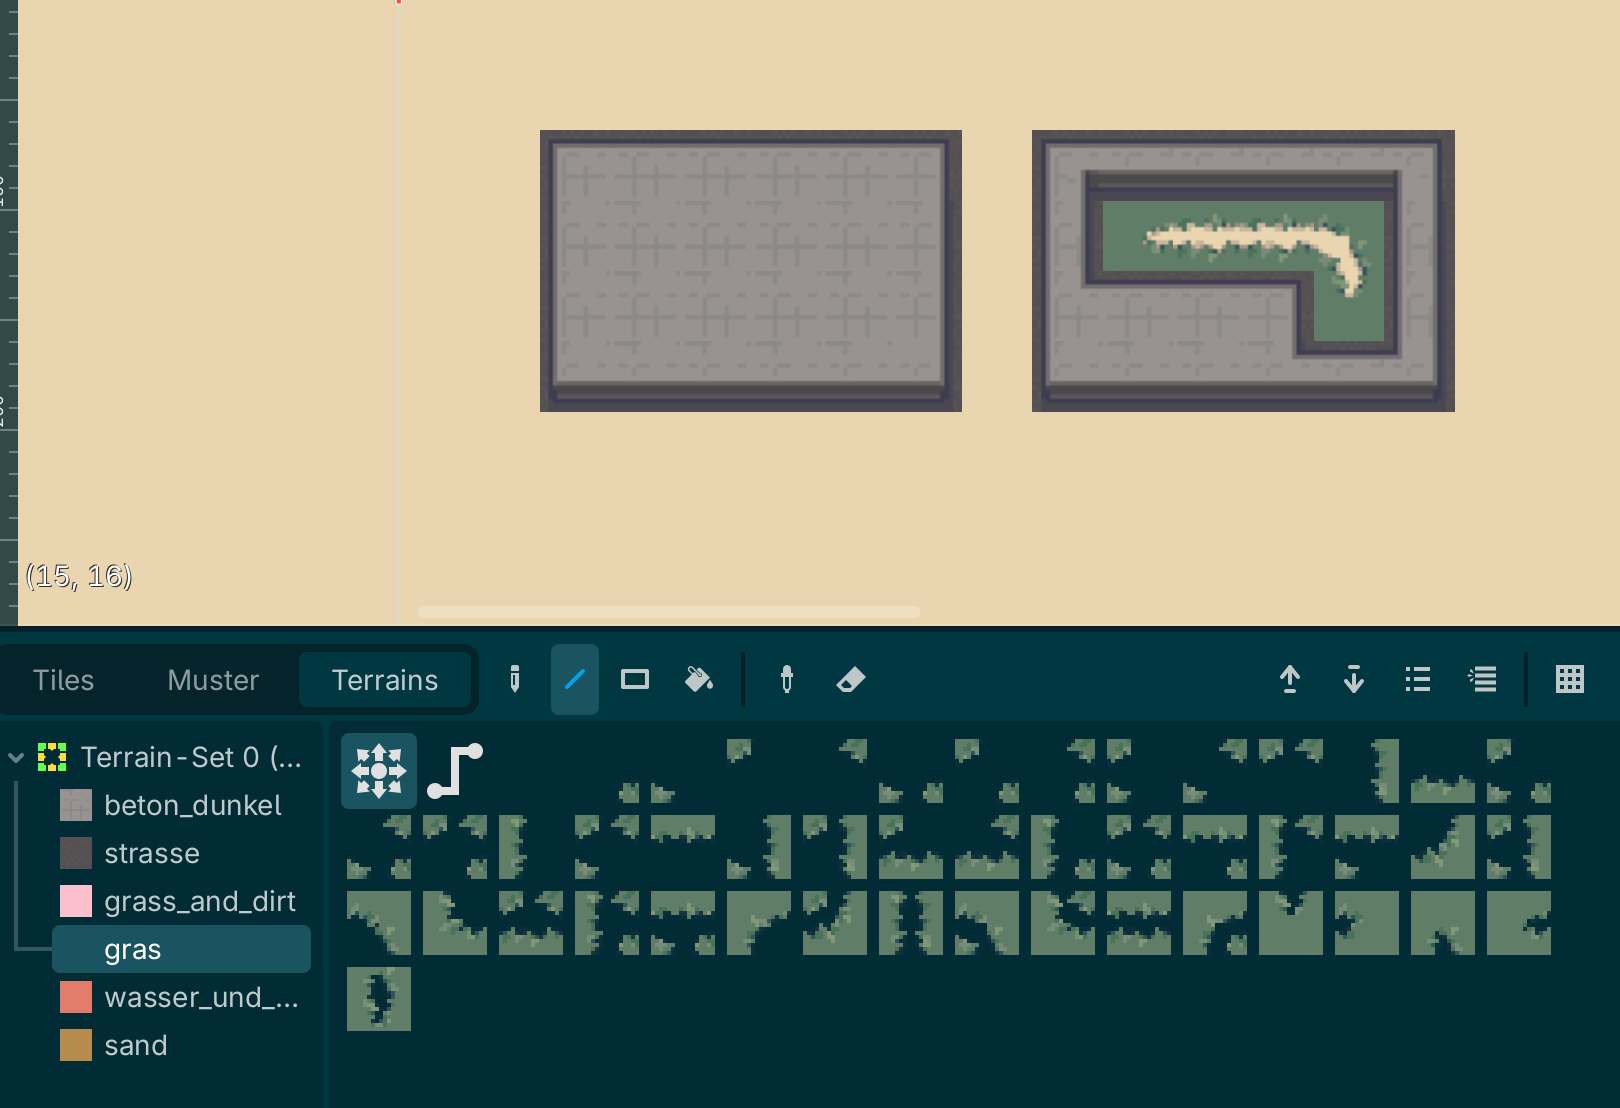 (15, 16)
Tiles Muster Terrains
Terrain-Set 0 (...
beton_dunkel
strasse
grass_and_dirt
gras
wasser_und_...
sand